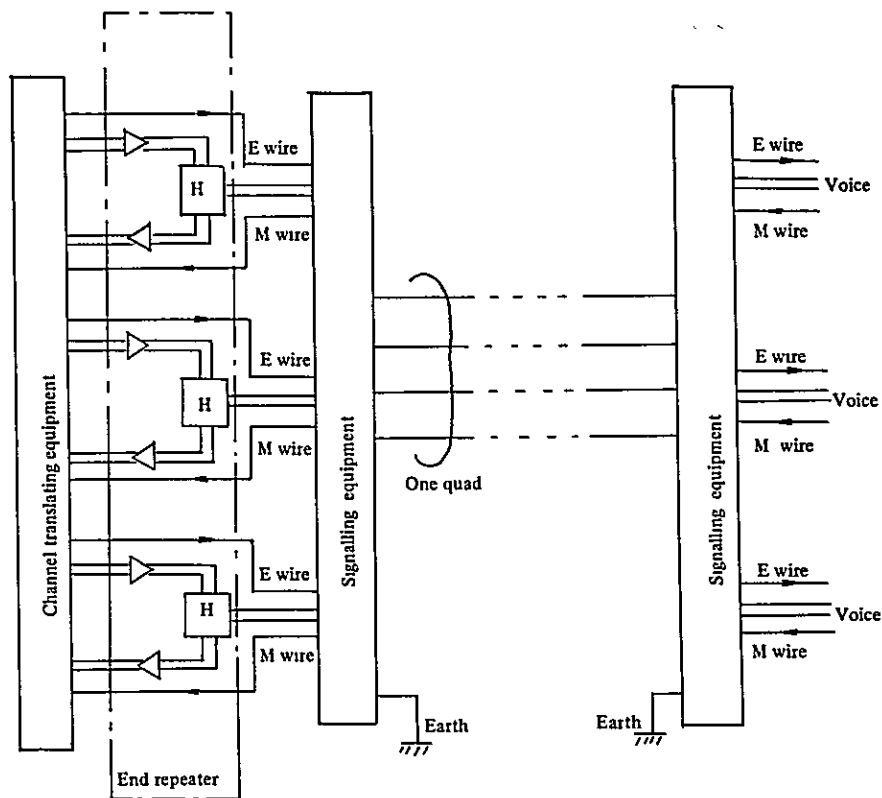 Channel translating equipment
End repeater
H
E wire
M wire
H
E wire
M wire
H
E wire
M wire
Signalling equipment
Earth
One quad
Signalling equipment
Earth
E wire
Voice
M wire
E wire
Voice
M wire
E wire
Voice
M wire